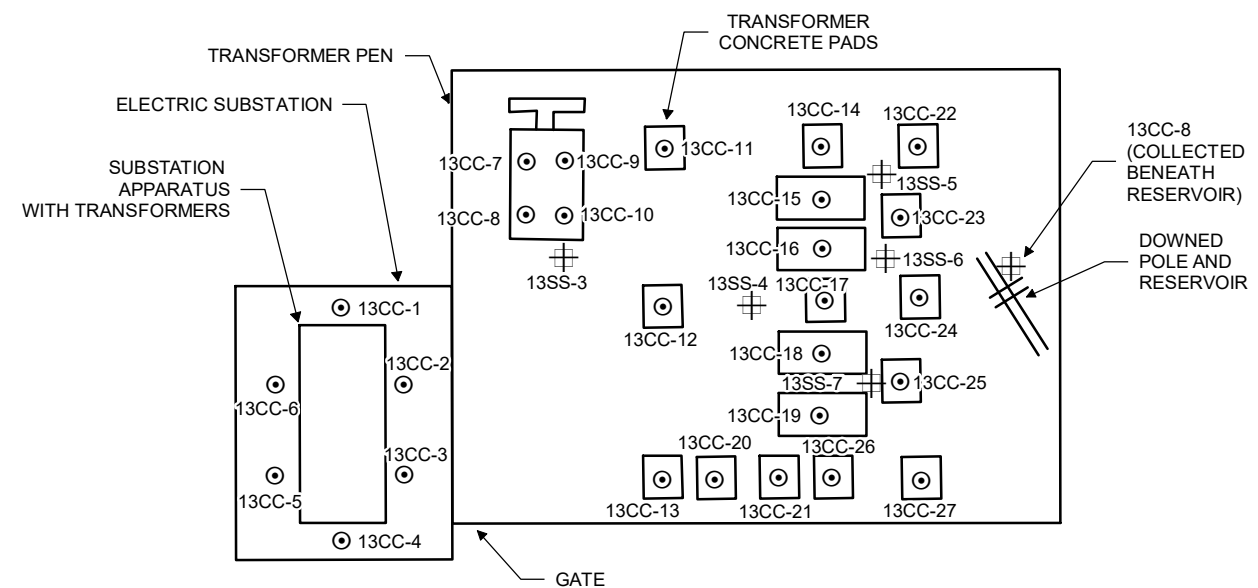 TRANSFORMER
CONCRETE PADS
TRANSFORMER PEN
ELECTRIC SUBSTATION
SUBSTATION
APPARATUS
WITH TRANSFORMERS
13CC-14
13CC-22
13CC-8
(COLLECTED
BENEATH
RESERVOIR)
13CC-7
13CC-9
13CC-11
13SS-5
13CC-15
13CC-8
13CC-10
13CC-23
13CC-16
13SS-6
DOWNED
POLE AND
RESERVOIR
13SS-3
13SS-4
13CC-17
13CC-1
13CC-12
13CC-24
13CC-18
13CC-2
13SS-7
13CC-25
13CC-6
13CC-19
13CC-20
13CC-26
13CC-3
13CC-5
13CC-13
13CC-21
13CC-27
13CC-4
GATE